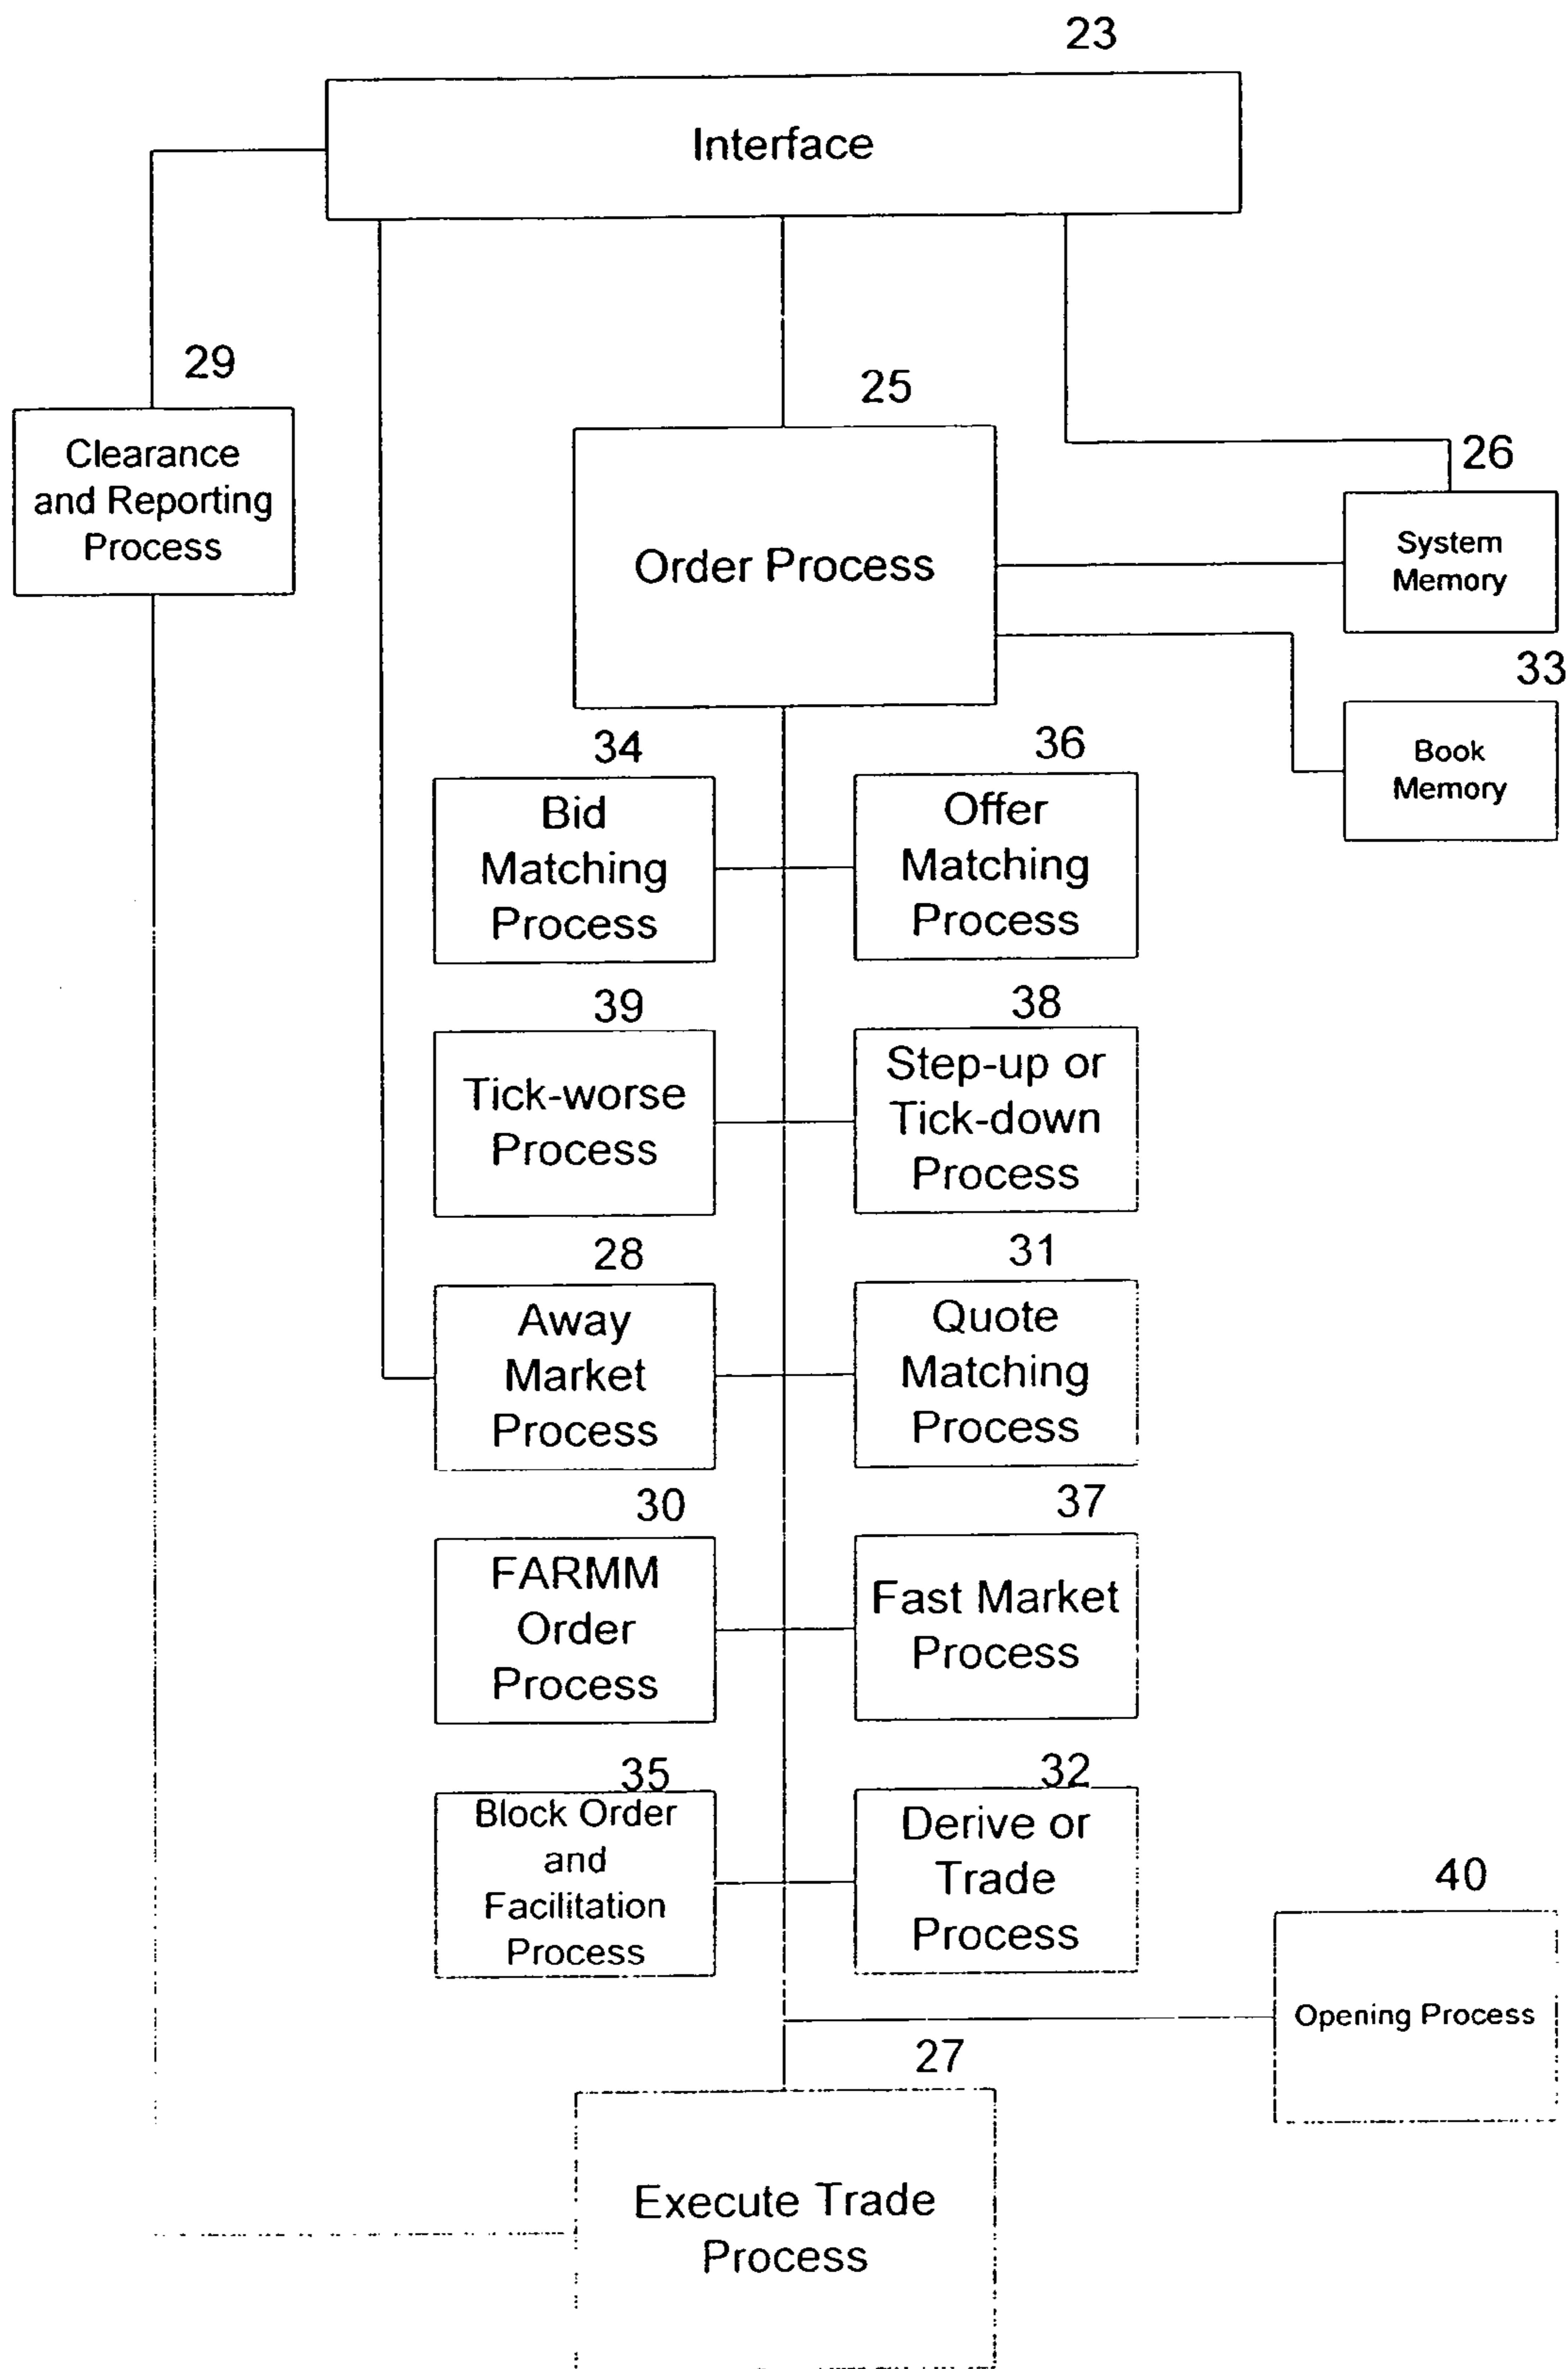 23
Interface
29
Clearance
and Reporting
Process
25
Order Process
26
System
Memory
33
Book
Memory
34
Bid
Matching
Process
36
Offer
Matching
Process
39
Tick-worse
Process
38
Step-up or
Tick-down
Process
28
Away
Market
Process
31
Quote
Matching
Process
30
FARMM
Order
Process
37
Fast Market
Process
35
Block Order
and
Facilitation
Process
32
Derive or
Trade
Process
40
Opening Process
27
Execute Trade
Process